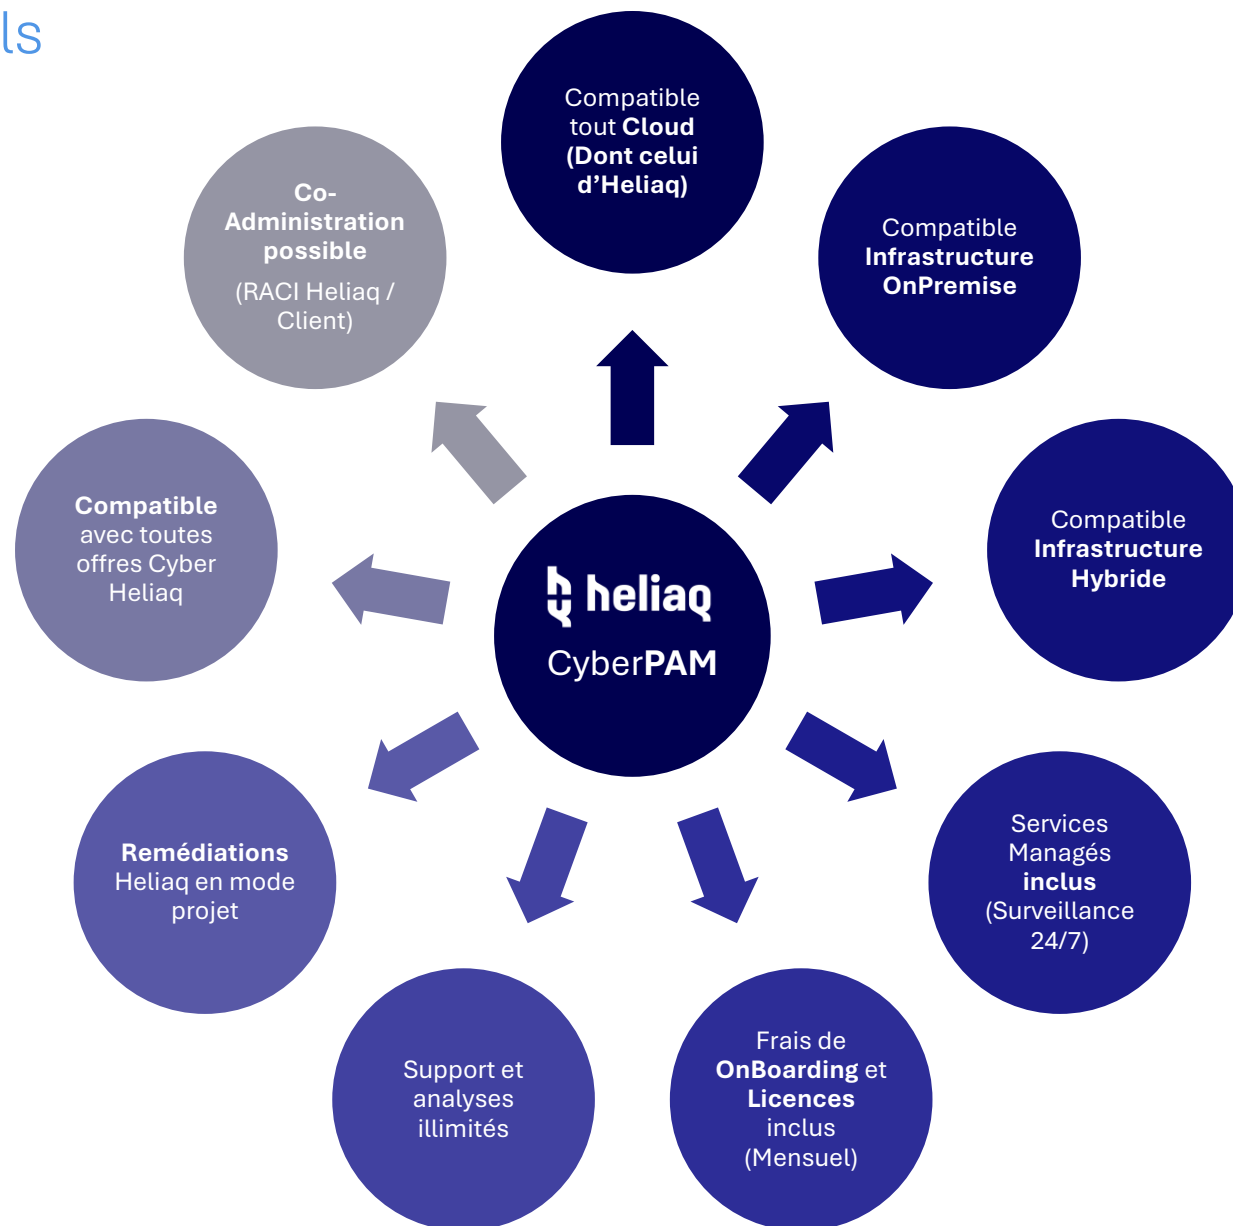 ls
Compatible
tout Cloud
(Dont celui
d’Heliaq)
Compatible
Infrastructure
OnPremise
Compatible
Infrastructure
Hybride
Services
Managés
inclus
(Surveillance
24/7)
Frais de
OnBoarding et
Licences
inclus
(Mensuel)
Support et
analyses
illimités
Remédiations
Heliaq en mode
projet
Compatible
avec toutes
offres Cyber
Heliaq
Co-
Administration
possible
(RACI Heliaq /
Client)
heliaq
CyberPAM